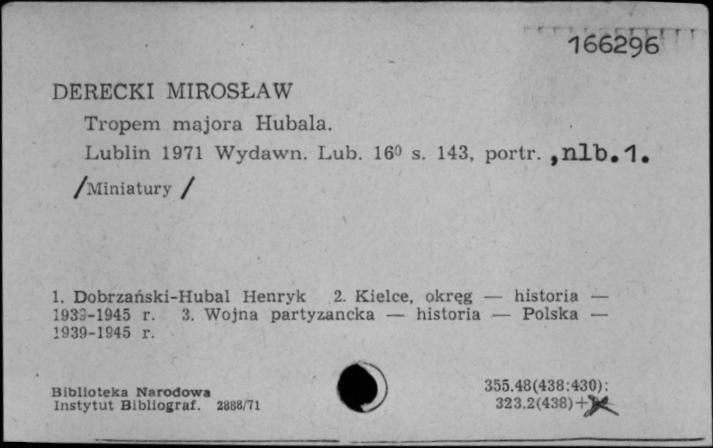 166296
DERECKI MIROSŁAW
Tropem majora Hubala.
Lublin 1971 Wydawn. Lub. 16⁰ s. 143, portr. ,nlb.1.
/Miniatury /
1. Dobrzański-Hubal Henryk 2. Kielce, okręg — historia —
1939-1945 r. 3. Wojna partyzancka — historia — Polska —
1939-1945 r.
Biblioteka Narodowa
Instytut Bibliograf. 2888/71
355.48(438:430):
323.2(438)+